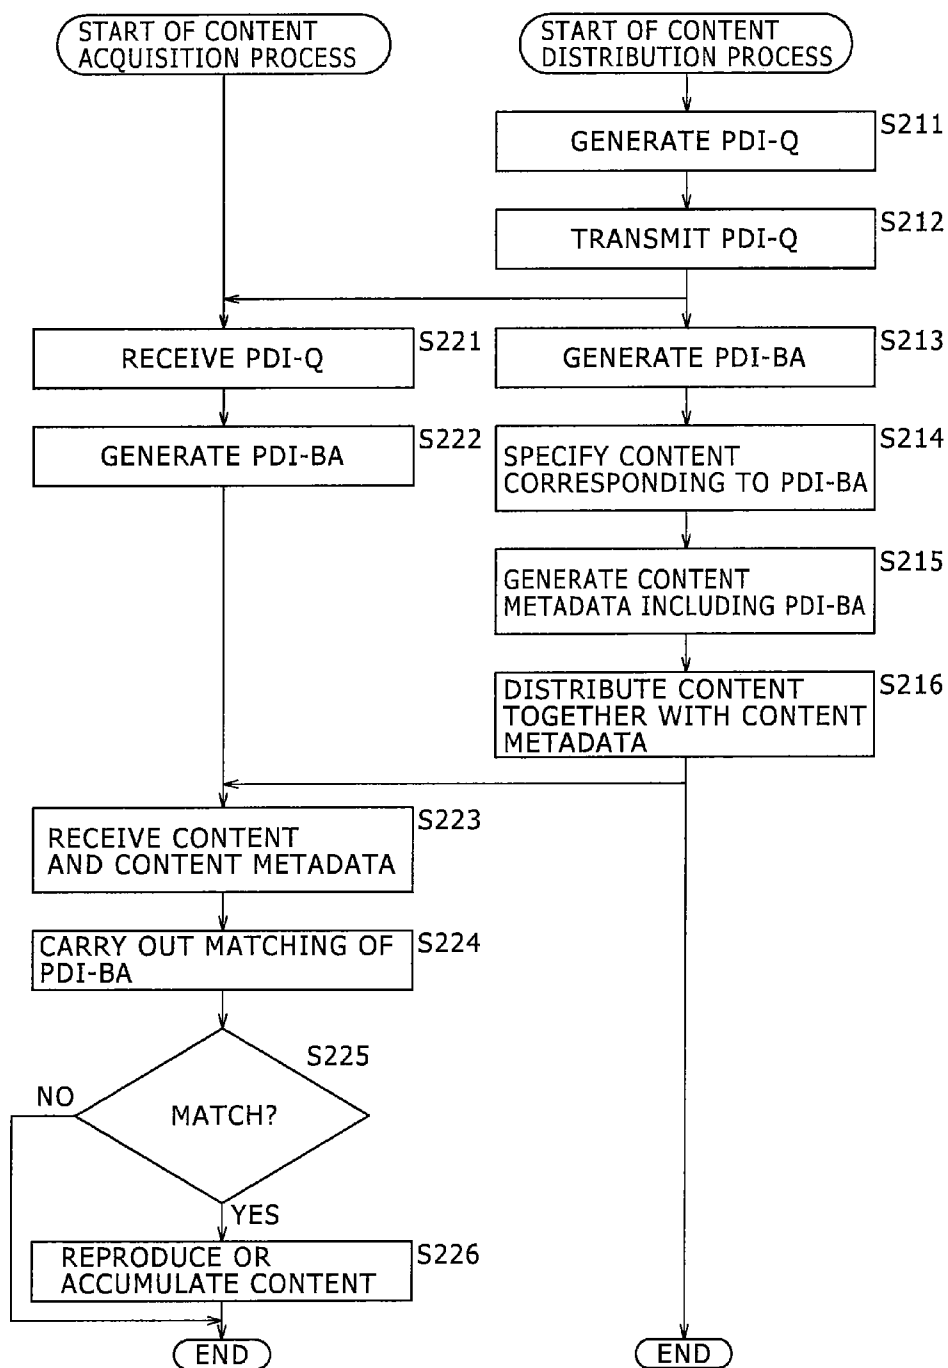 START OF CONTENT
ACQUISITION PROCESS
START OF CONTENT
DISTRIBUTION PROCESS
GENERATE PDI-Q
S211
TRANSMIT PDI-Q
S212
RECEIVE PDI-Q
S221
GENERATE PDI-BA
S213
GENERATE PDI-BA
S222
SPECIFY CONTENT
CORRESPONDING TO PDI-BA
S214
GENERATE CONTENT
METADATA INCLUDING PDI-BA
S215
DISTRIBUTE CONTENT
TOGETHER WITH CONTENT
METADATA
S216
RECEIVE CONTENT
AND CONTENT METADATA
S223
CARRY OUT MATCHING OF
PDI-BA
S224
S225
NO
MATCH?
YES
REPRODUCE OR
ACCUMULATE CONTENT
S226
END
END